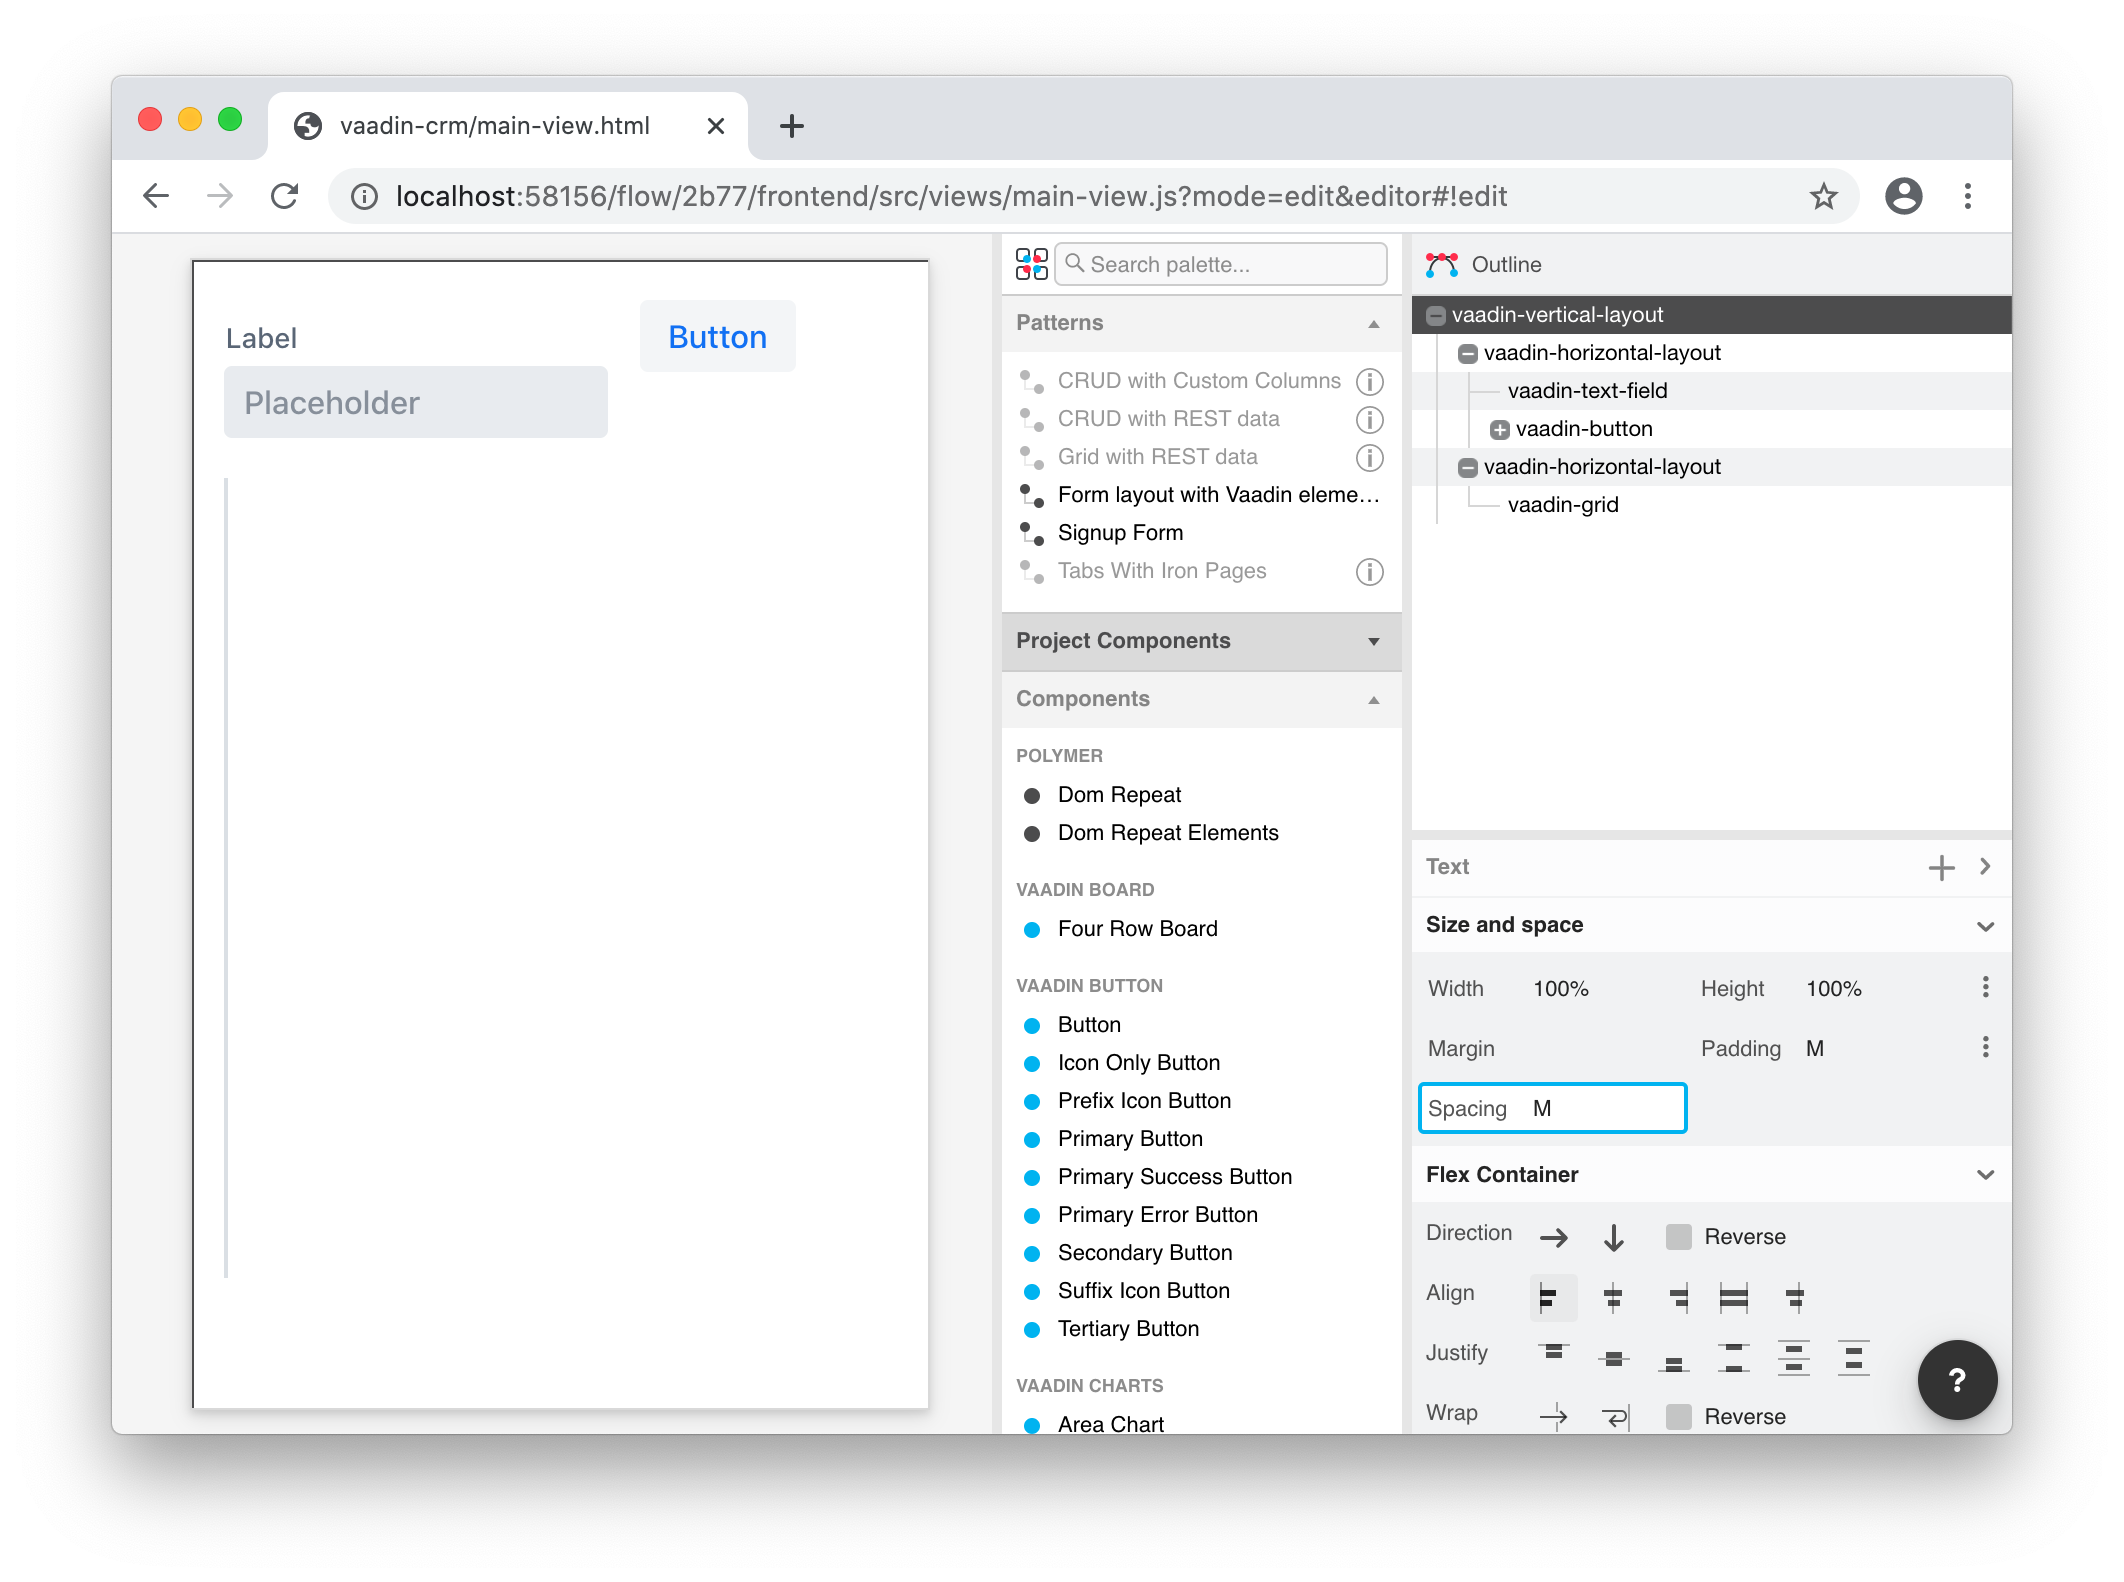 vaadin-crm/main-view.html
localhost:58156/flow/2b77/frontend/src/views/main-view.js?mode=edit&editor#!edit
Label
Button
Placeholder
Search palette...
Patterns
CRUD with Custom Columns
CRUD with REST data
Grid with REST data
Form layout with Vaadin eleme...
Signup Form
Tabs With Iron Pages
Project Components
Components
POLYMER
Dom Repeat
Dom Repeat Elements
VAADIN BOARD
Four Row Board
VAADIN BUTTON
Button
Icon Only Button
Prefix Icon Button
Primary Button
Primary Success Button
Primary Error Button
Secondary Button
Suffix Icon Button
Tertiary Button
VAADIN CHARTS
Area Chart
Outline
vaadin-vertical-layout
vaadin-horizontal-layout
vaadin-text-field
vaadin-button
vaadin-horizontal-layout
vaadin-grid
Text
Size and space
Width 100% Height 100%
Margin Padding M
Spacing M
Flex Container
Direction Reverse
Align
Justify
Wrap Reverse
?